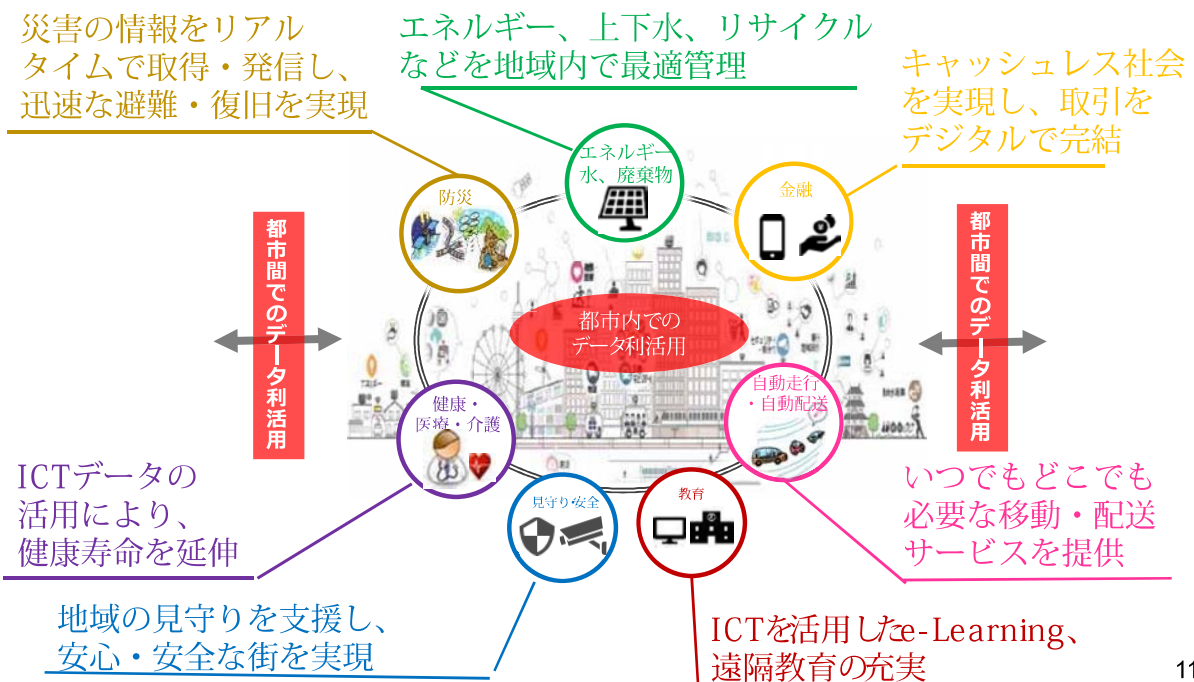 災害の情報をリアル
タイムで取得・発信し、
迅速な避難・復旧を実現
エネルギー、上下水、リサイクル
などを地域内で最適管理
キャッシュレス社会
を実現し、取引を
デジタルで完結
エネルギー
水、廃棄物
防災
金融
都市間でのデータ利活用
都市内での
データ利活用
都市間でのデータ利活用
健康・
医療・介護
自動走行
・自動配送
見守り・安全
教育
ICTデータの
活用により、
健康寿命を延伸
いつでもどこでも
必要な移動・配送
サービスを提供
地域の見守りを支援し、
安心・安全な街を実現
ICTを活用したe-Learning、
遠隔教育の充実
11